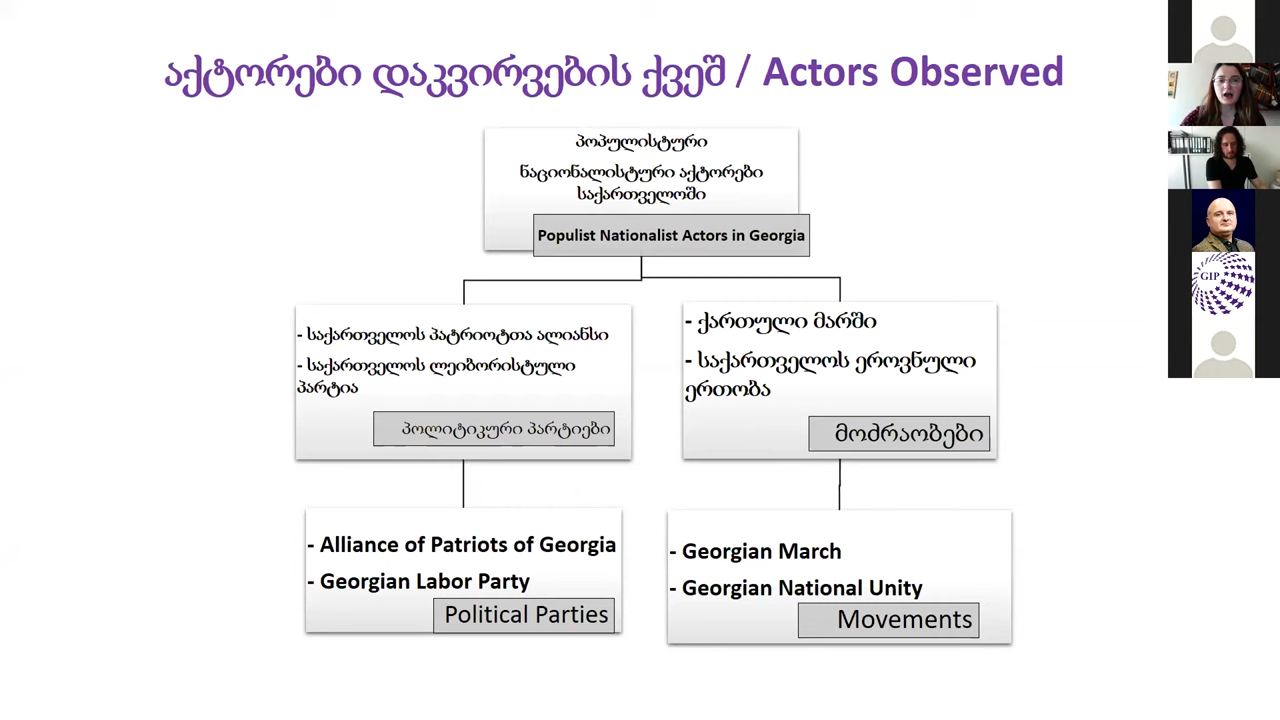 აქტორები დაკვირვების ქვეშ / Actors Observed
პოპულისტური
ნაციონალისტური აქტორები
საქართველოში
Populist Nationalist Actors in Georgia
- საქართველოს პატრიოტთა ალიანსი
- საქართველოს ლეიბორისტული
პარტია
პოლიტიკური პარტიები
- ქართული მარში
- საქართველოს ეროვნული
ერთობა
მოძრაობები
- Alliance of Patriots of Georgia
- Georgian Labor Party
Political Parties
- Georgian March
- Georgian National Unity
Movements
GIP